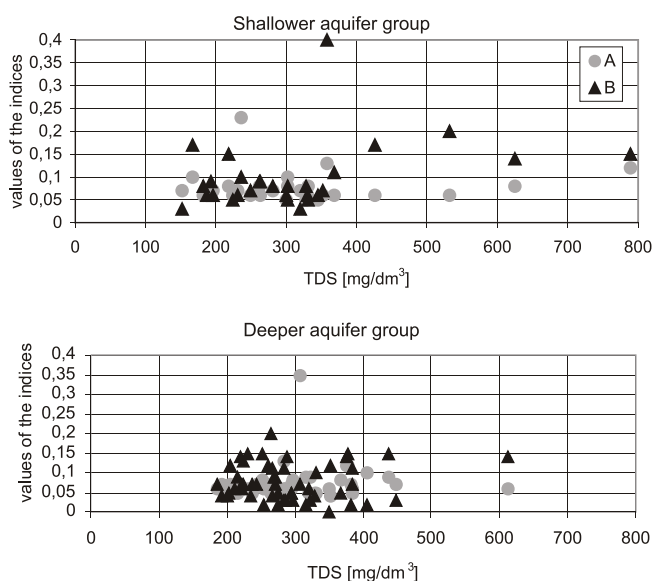 Shallower aquifer group
values of the indices
0,4
0,35
0,3
0,25
0,2
0,15
0,1
0,05
0
A
B
0 100 200 300 400 500 600 700 800
TDS [mg/dm³]
Deeper aquifer group
values of the indices
0,4
0,35
0,3
0,25
0,2
0,15
0,1
0,05
0
0 100 200 300 400 500 600 700 800
TDS [mg/dm³]